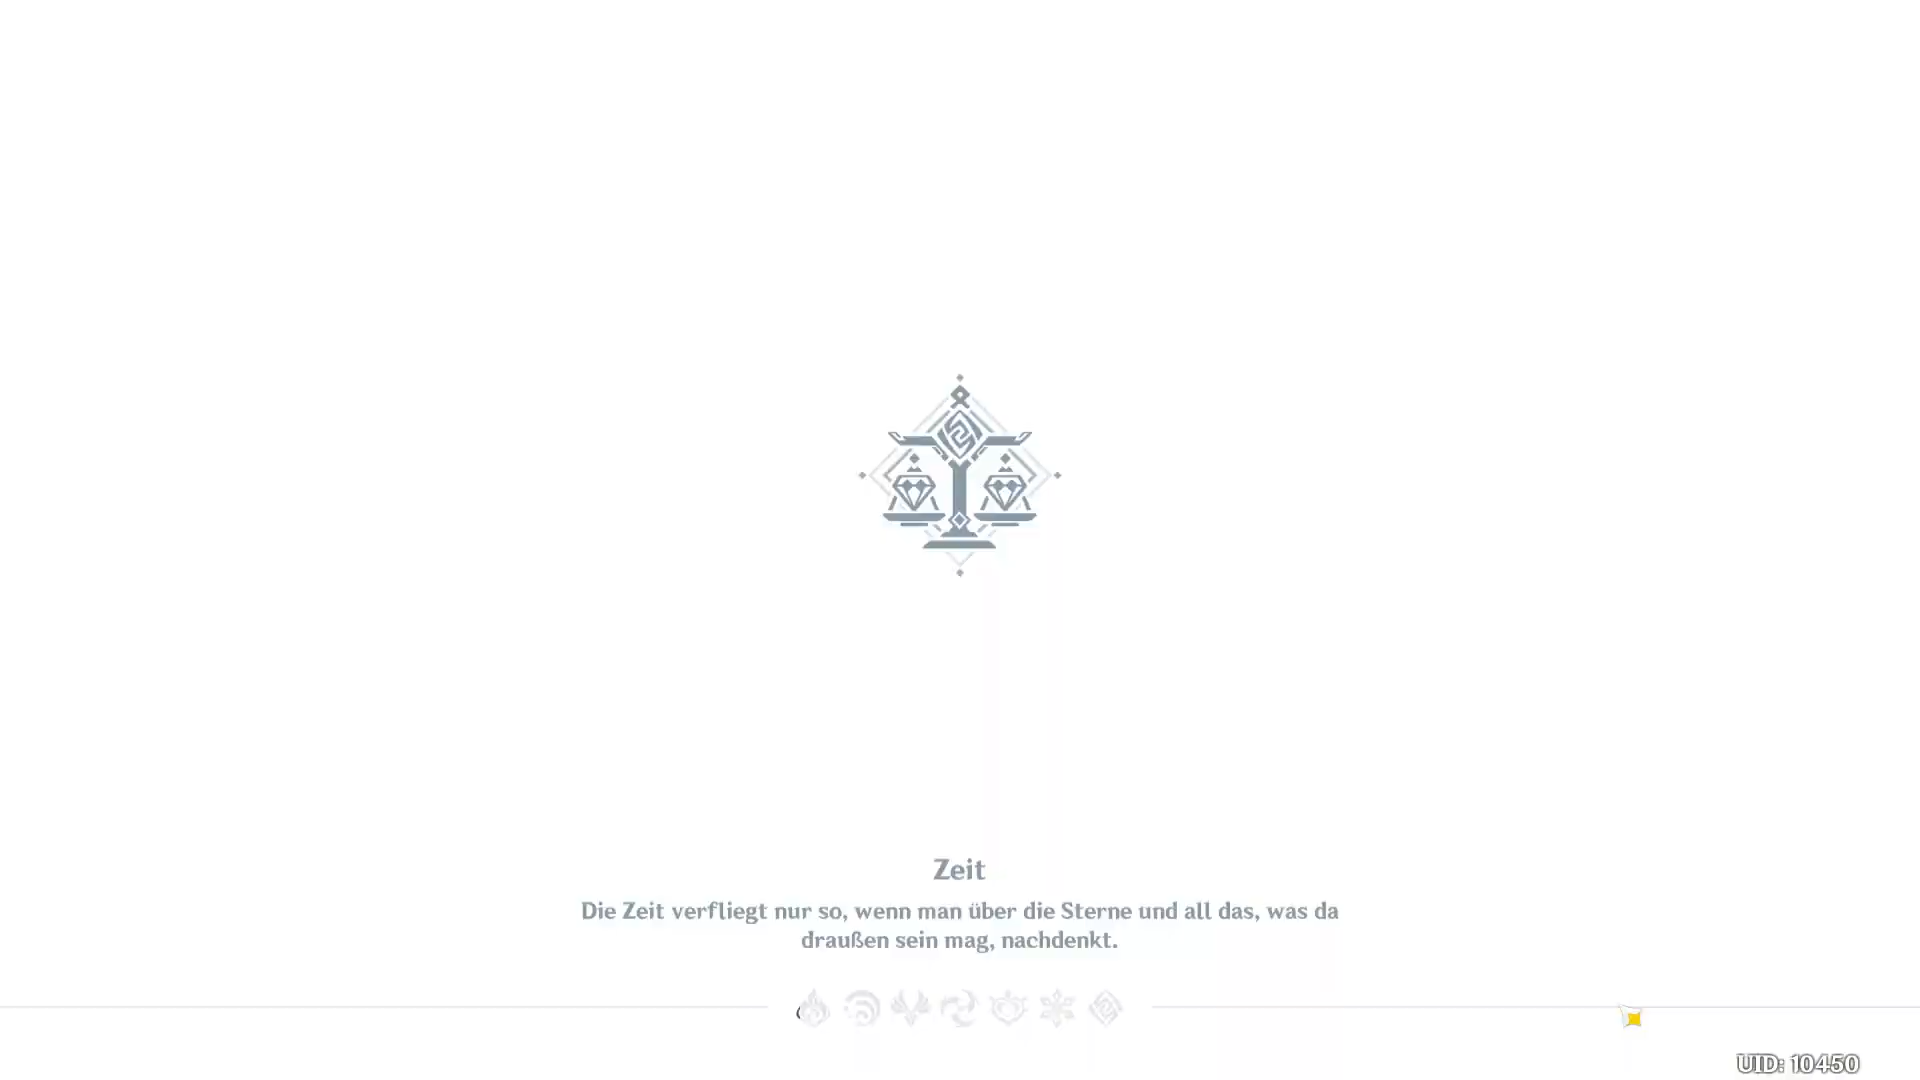 Zeit
Die Zeit verfliegt nur so, wenn man über die Sterne und all das, was da
draußen sein mag, nachdenkt.
UID: 10450